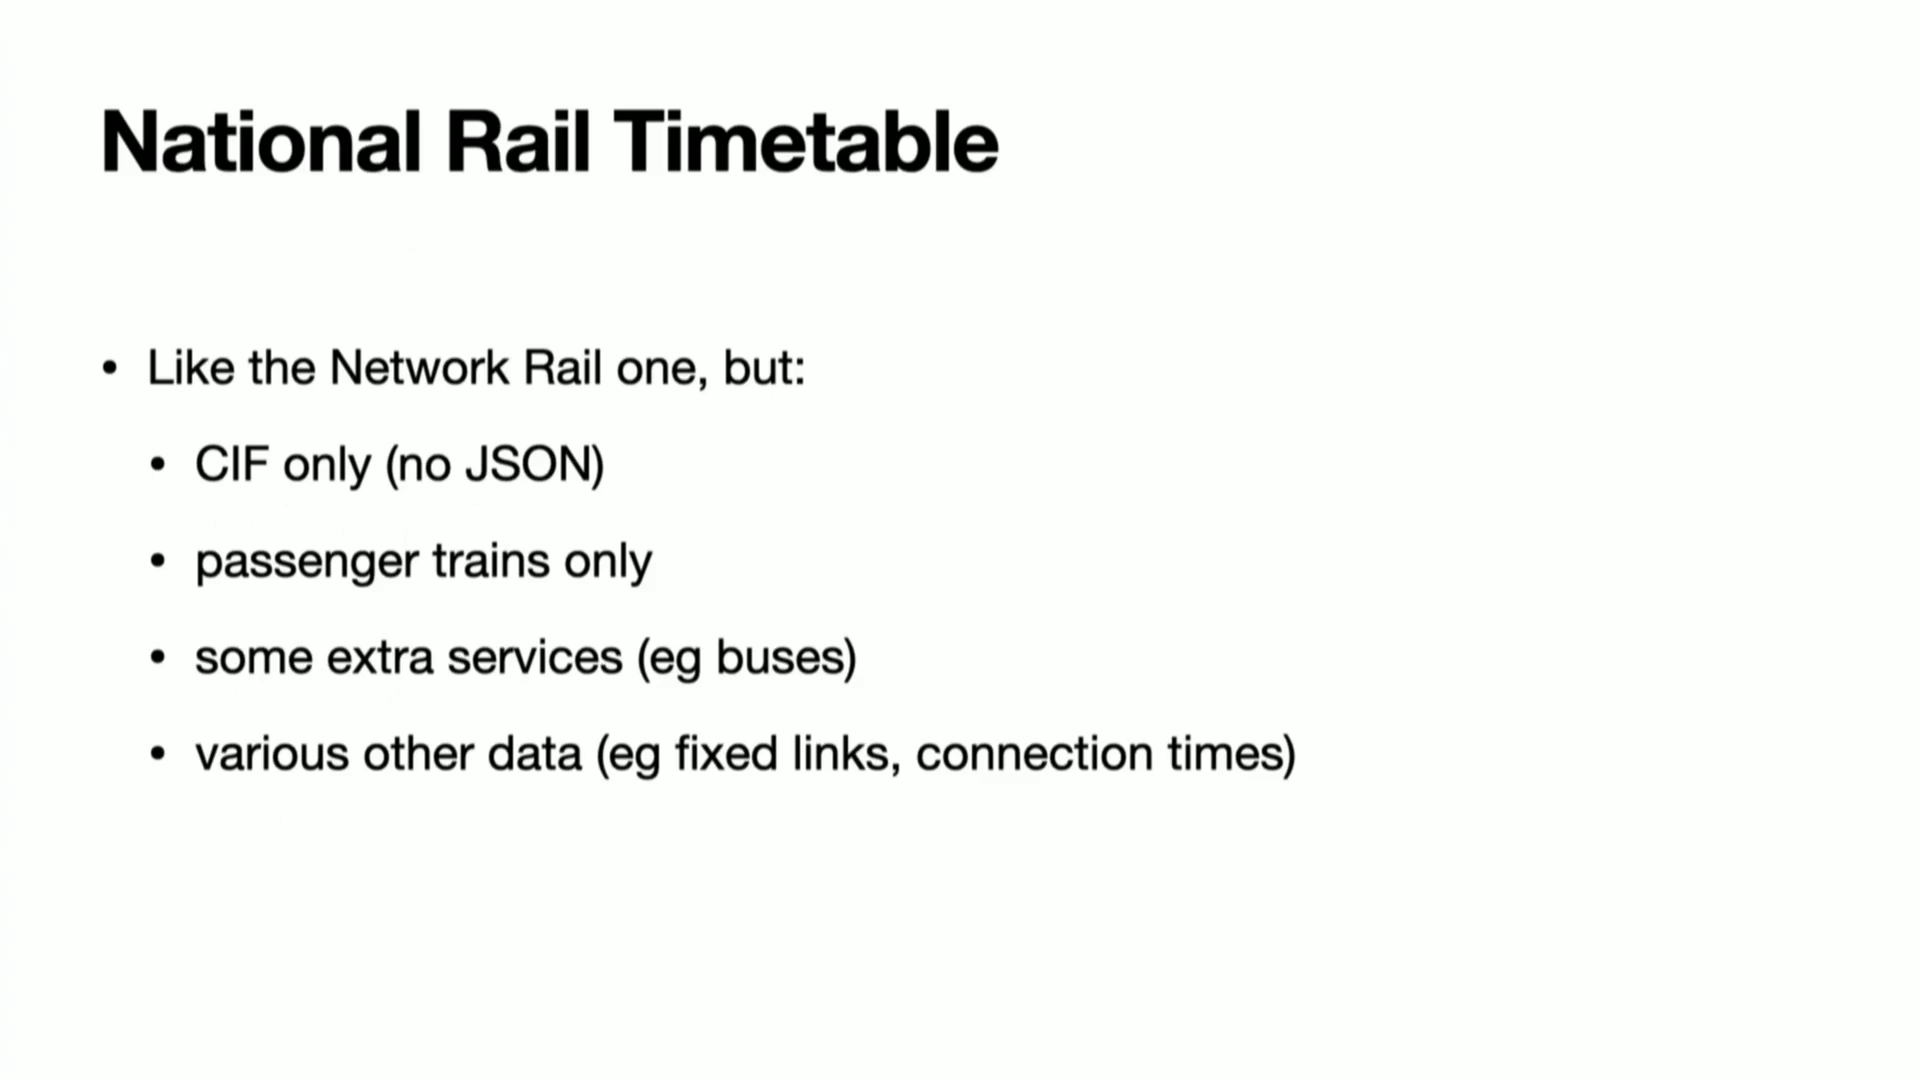 National Rail Timetable
• Like the Network Rail one, but:
• CIF only (no JSON)
• passenger trains only
• some extra services (eg buses)
• various other data (eg fixed links, connection times)